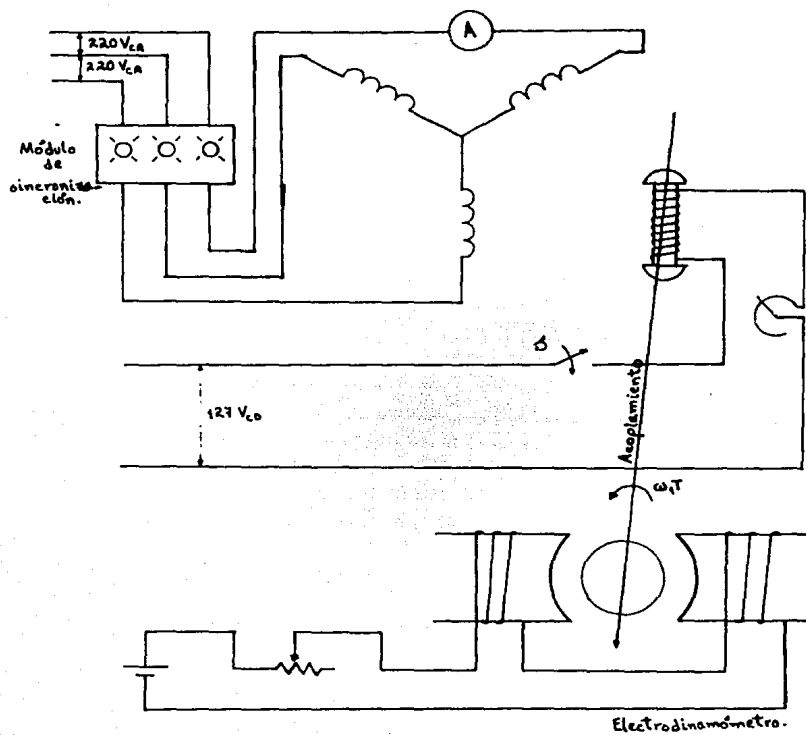 A
220 VCA
220 VCA
Módulo
de
sincroniza-
ción.
S
127 VCD
Acoplamiento
ω,T
Electrodinamómetro.